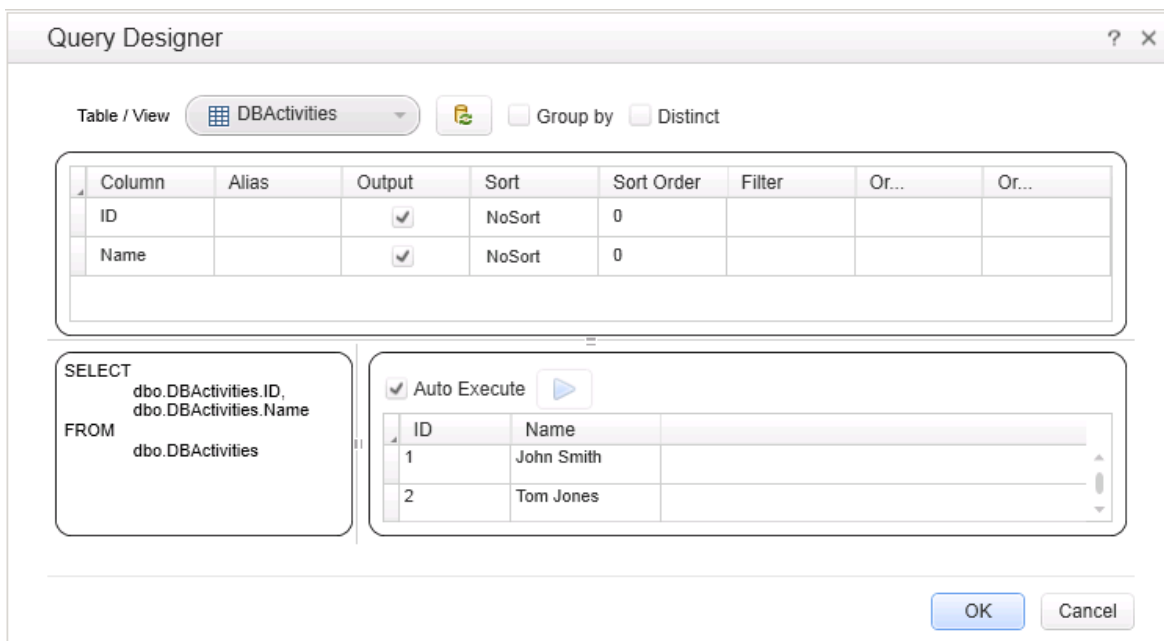 Query Designer ?
Table / View DBActivities Group by Distinct
Column Alias Output Sort Sort Order Filter Or... Or...
ID NoSort 0
Name NoSort 0
SELECT
dbo.DBActivities.ID,
dbo.DBActivities.Name
FROM
dbo.DBActivities
Auto Execute
ID Name
1 John Smith
2 Tom Jones
OK Cancel